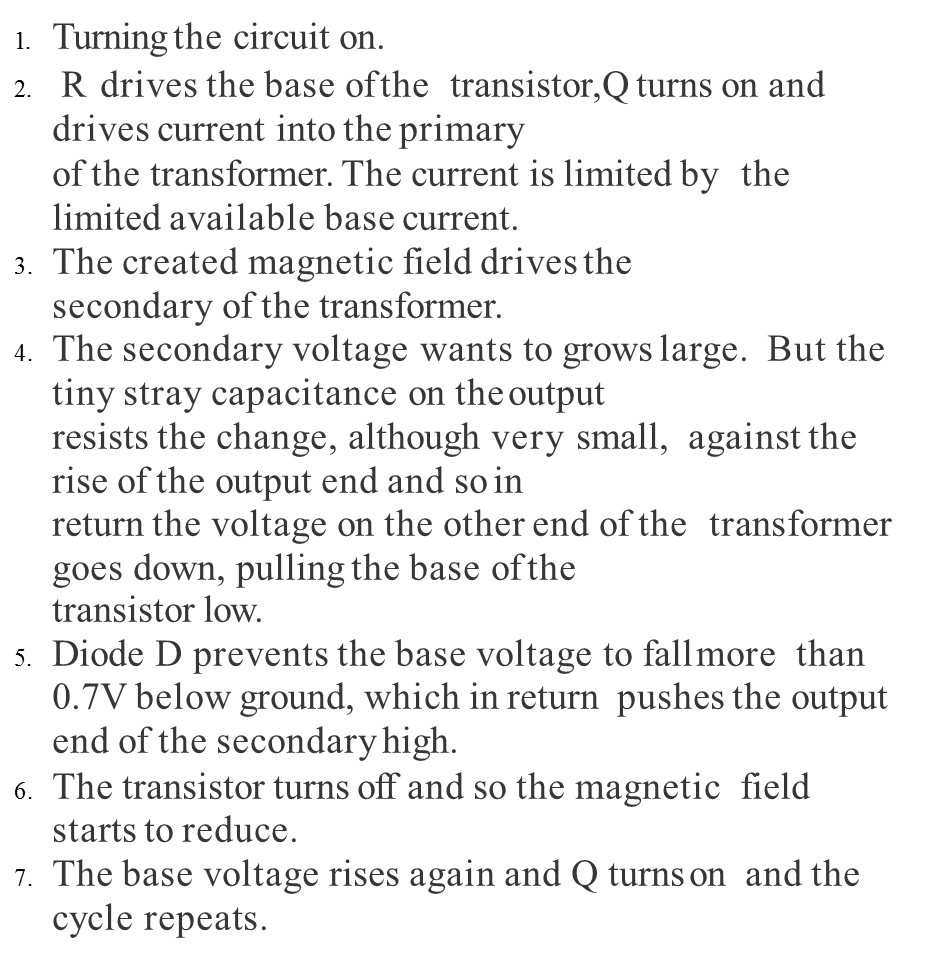 1. Turning the circuit on.
2. R drives the base of the transistor,Q turns on and
drives current into the primary
of the transformer. The current is limited by the
limited available base current.
3. The created magnetic field drives the
secondary of the transformer.
4. The secondary voltage wants to grows large. But the
tiny stray capacitance on the output
resists the change, although very small, against the
rise of the output end and so in
return the voltage on the other end of the transformer
goes down, pulling the base of the
transistor low.
5. Diode D prevents the base voltage to fall more than
0.7V below ground, which in return pushes the output
end of the secondary high.
6. The transistor turns off and so the magnetic field
starts to reduce.
7. The base voltage rises again and Q turns on and the
cycle repeats.